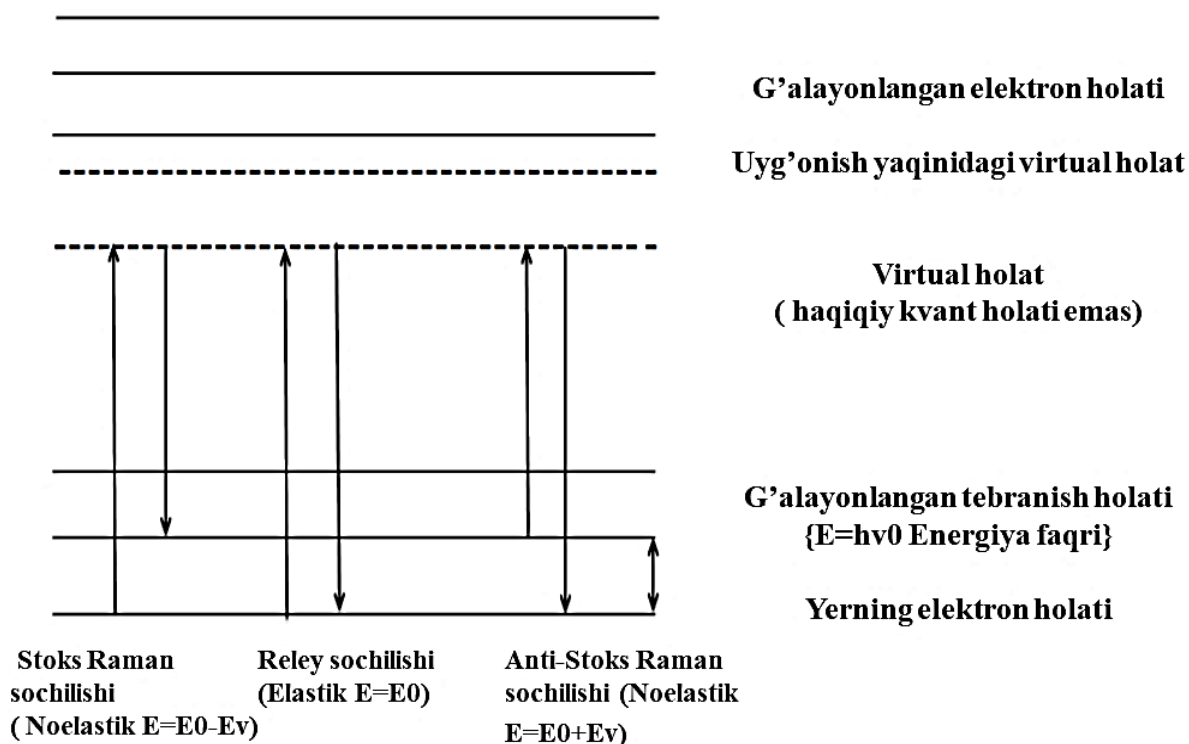 G’alayonlangan elektron holati
Uyg’onish yaqinidagi virtual holat
Virtual holat
( haqiqiy kvant holati emas)
G’alayonlangan tebranish holati
{E=hv0 Energiya faqri}
Yerning elektron holati
Stoks Raman
sochilishi
( Noelastik E=E0-Ev)
Reley sochilishi
(Elastik E=E0)
Anti-Stoks Raman
sochilishi (Noelastik
E=E0+Ev)